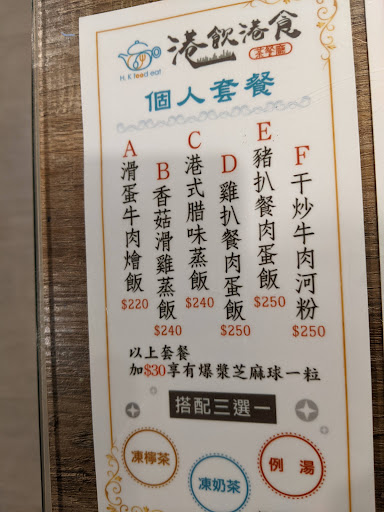 H.K feed eat
港飲港食
茶餐廳
個人套餐
A 滑蛋牛肉燴飯 $220
B 香菇滑雞蒸飯 $240
C 港式腊味蒸飯 $240
D 雞扒餐肉蛋飯 $250
E 豬扒餐肉蛋飯 $250
F 干炒牛肉河粉 $250
以上套餐
加$30享有爆漿芝麻球一粒
搭配三選一
凍檸茶
凍奶茶
例湯